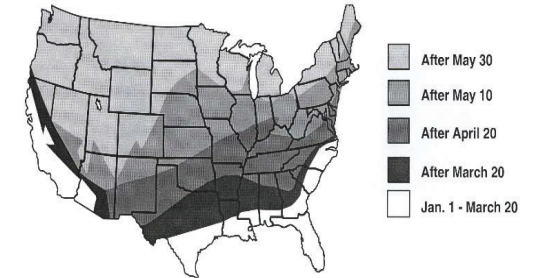 After May 30
After May 10
After April 20
After March 20
Jan. 1 - March 20